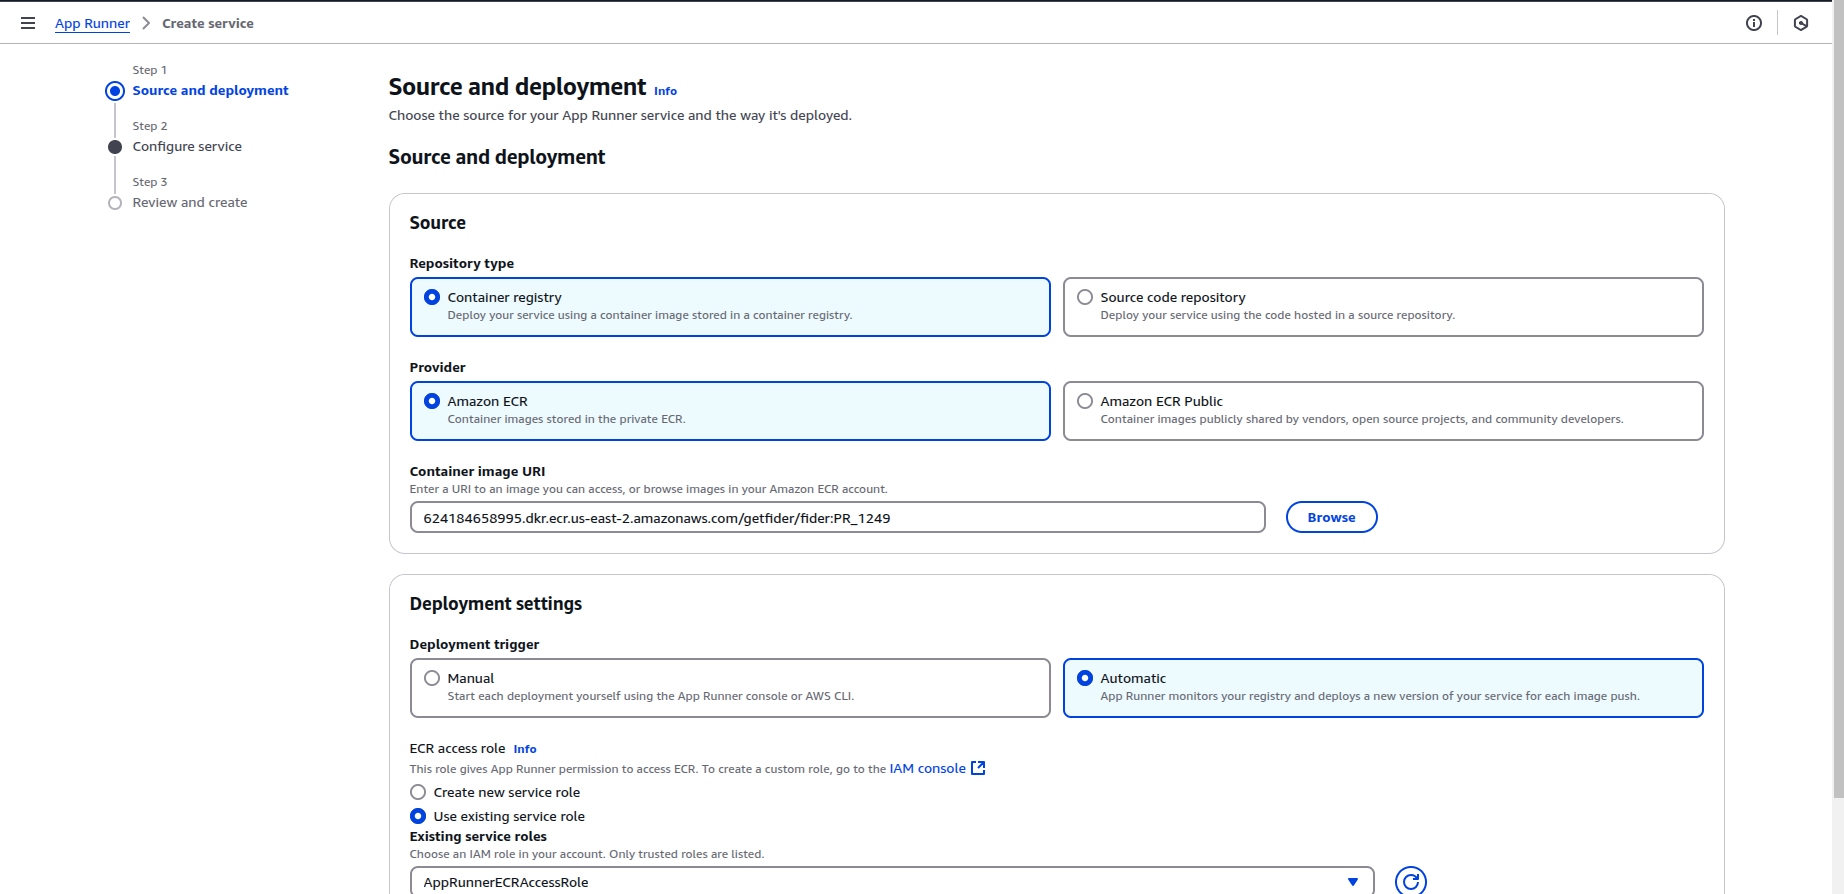 App Runner > Create service
Step 1
Source and deployment
Step 2
Configure service
Step 3
Review and create
Source and deployment Info
Choose the source for your App Runner service and the way it's deployed.
Source and deployment
Source
Repository type
Container registry
Deploy your service using a container image stored in a container registry.
Source code repository
Deploy your service using the code hosted in a source repository.
Provider
Amazon ECR
Container images stored in the private ECR.
Amazon ECR Public
Container images publicly shared by vendors, open source projects, and community developers.
Container image URI
Enter a URI to an image you can access, or browse images in your Amazon ECR account.
624184658995.dkr.ecr.us-east-2.amazonaws.com/getfider/fider:PR_1249
Browse
Deployment settings
Deployment trigger
Manual
Start each deployment yourself using the App Runner console or AWS CLI.
Automatic
App Runner monitors your registry and deploys a new version of your service for each image push.
ECR access role Info
This role gives App Runner permission to access ECR. To create a custom role, go to the IAM console
Create new service role
Use existing service role
Existing service roles
Choose an IAM role in your account. Only trusted roles are listed.
AppRunnerECRAccessRole